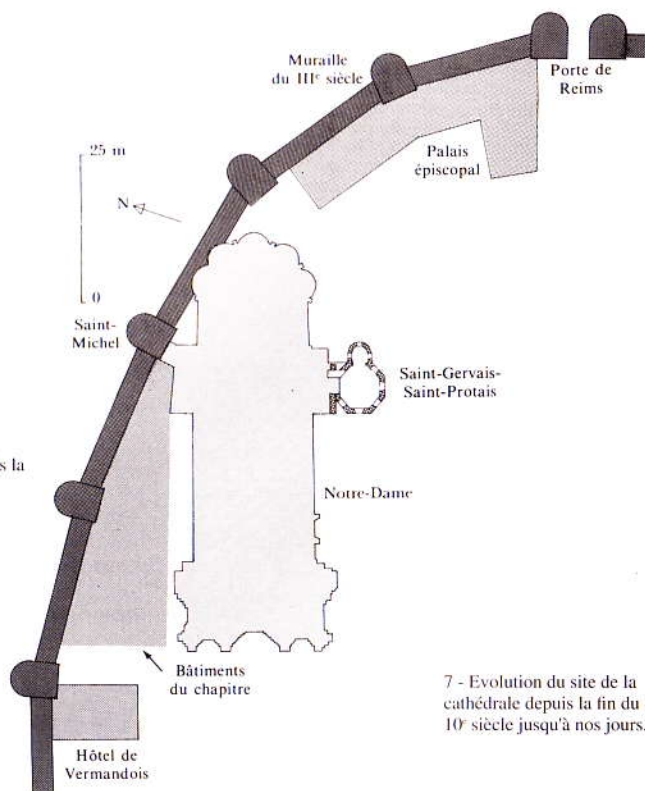 Muraille
du IIIe siècle
Porte de
Reims
Palais
épiscopal
25 m
N
0
Saint-
Michel
Saint-Gervais-
Saint-Protais
s la
Notre-Dame
Bâtiments
du chapitre
7 - Evolution du site de la
cathédrale depuis la fin du
10e siècle jusqu'à nos jours.
Hôtel de
Vermandois